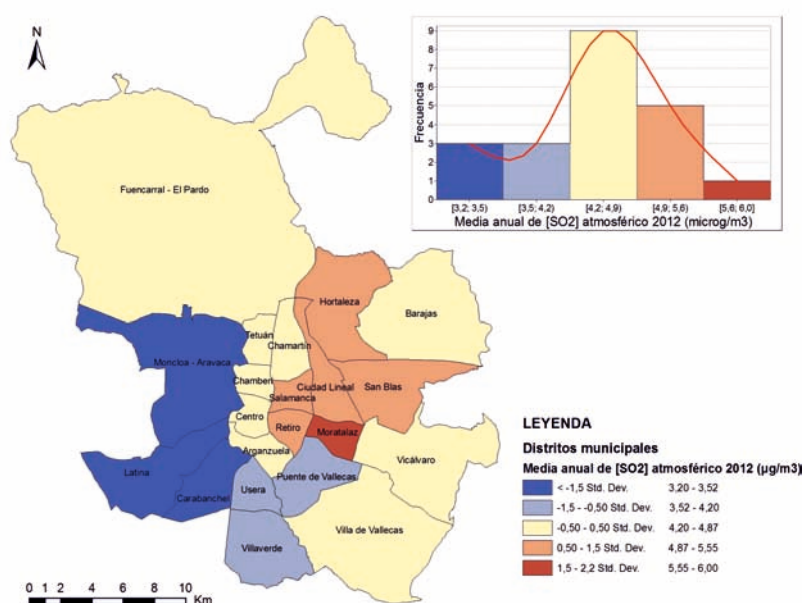 N
9
8
7
6
5
4
3
2
1
0
Frecuencia
[3,2; 3,5) [3,5; 4,2) [4,2; 4,9) [4,9; 5,6) [5,6; 6,0]
Media anual de [SO2] atmosférico 2012 (microg/m3)
Fuencarral - El Pardo
Hortaleza
Barajas
Tetuán
Chamartín
Moncloa - Aravaca
Chamberí
Ciudad Lineal
San Blas
Salamanca
Centro
Retiro
Moratalaz
Arganzuela
Vicálvaro
Latina
Puente de Vallecas
Carabanchel
Usera
Villa de Vallecas
Villaverde
LEYENDA
Distritos municipales
Media anual de [SO2] atmosférico 2012 (µg/m3)
< -1,5 Std. Dev. 3,20 - 3,52
-1,5 - -0,50 Std. Dev. 3,52 - 4,20
-0,50 - 0,50 Std. Dev. 4,20 - 4,87
0,50 - 1,5 Std. Dev. 4,87 - 5,55
1,5 - 2,2 Std. Dev. 5,55 - 6,00
0 1 2 4 6 8 10
Km